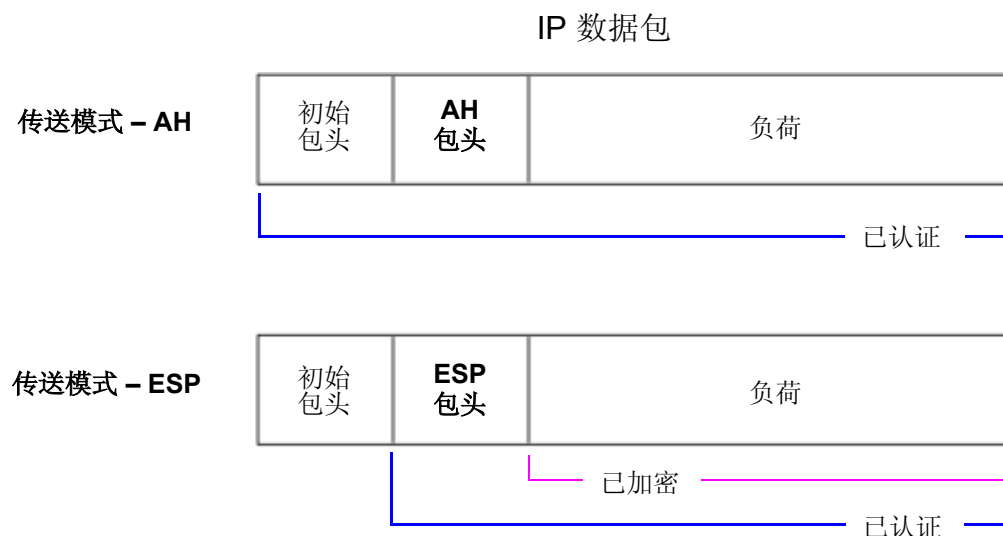 IP 数据包
传送模式 – AH
初始
包头
AH
包头
负荷
已认证
传送模式 – ESP
初始
包头
ESP
包头
负荷
已加密
已认证